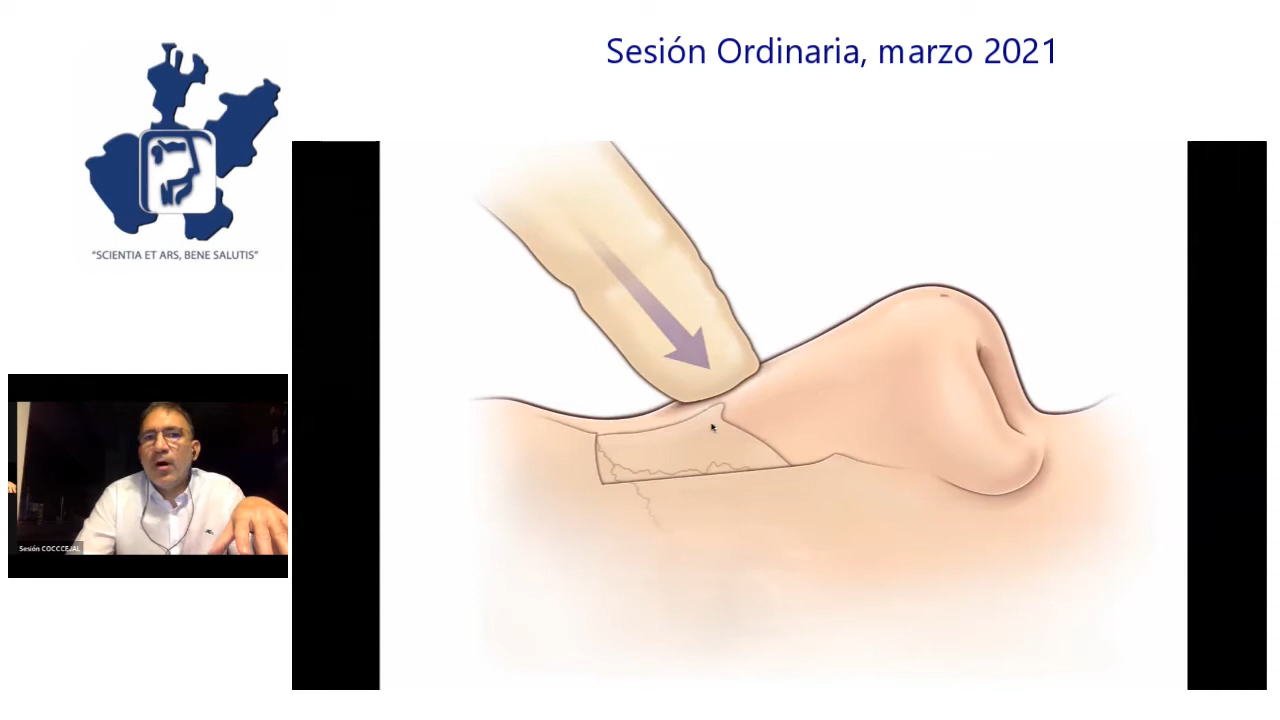 Sesión Ordinaria, marzo 2021
"SCIENTIA ET ARS, BENE SALUTIS"
Sesión COCCCEJAL